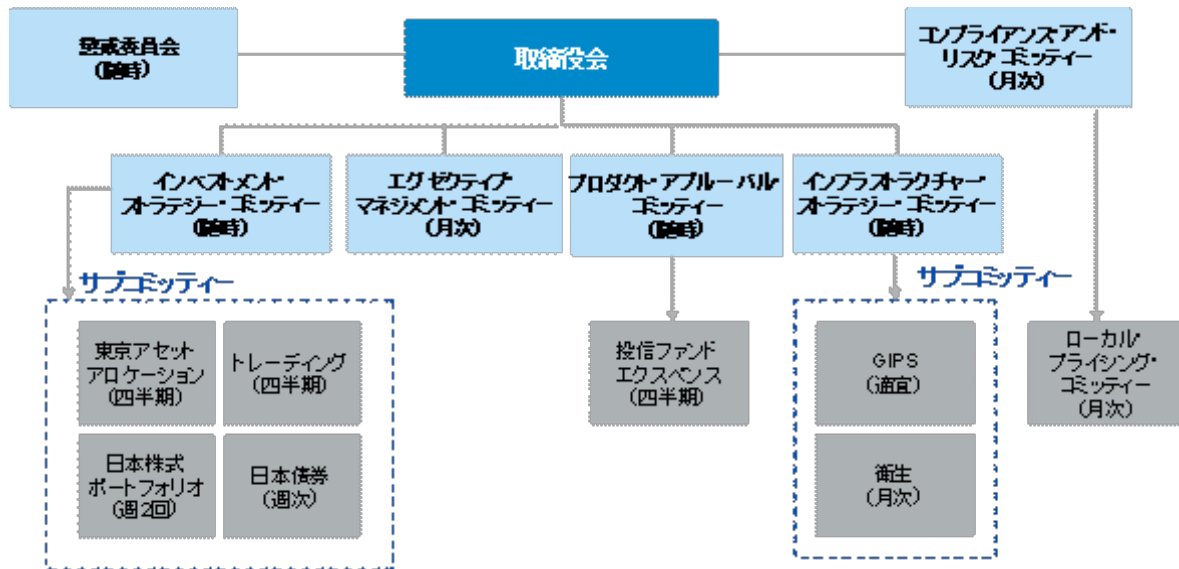 懲戒委員会
(臨時)
取締役会
コンプライアンス・アンド・
リスク・コミッティー
(月次)
インベストメント・
ストラテジー・コミッティー
(臨時)
エグゼクティブ・
マネジメント・コミッティー
(月次)
プロダクト・アプルーバル・
コミッティー
(臨時)
インフラストラクチャー・
ストラテジー・コミッティー
(臨時)
サブコミッティー
サブコミッティー
東京アセット
アロケーション
(四半期)
トレーディング
(四半期)
投信ファンド
エクスペンス
(四半期)
GIPS
(適宜)
ローカル・
プライシング・
コミッティー
(月次)
日本株式
ポートフォリオ
(週2回)
日本債券
(週次)
衛生
(月次)